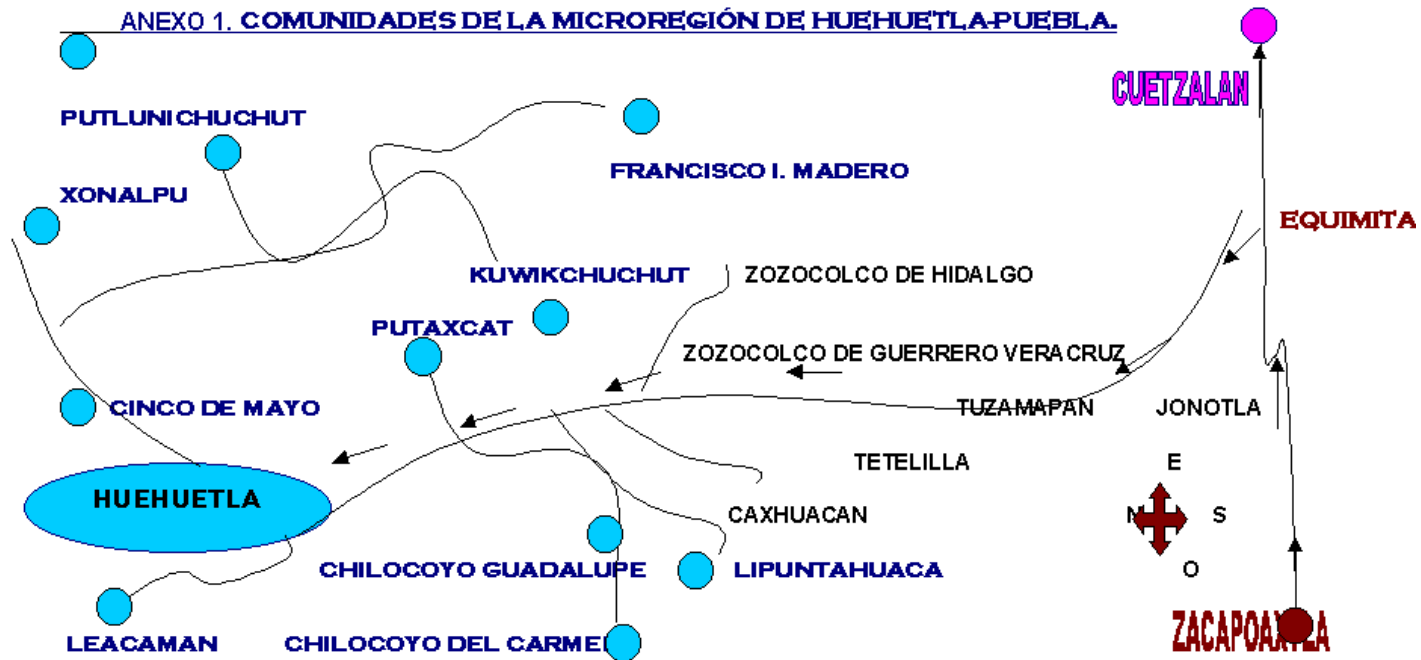 ANEXO 1. COMUNIDADES DE LA MICROREGIÓN DE HUEHUETLA-PUEBLA.
CUETZALAN
PUTLUNICHUCHUT
FRANCISCO I. MADERO
XONALPU
EQUIMITA
KUWIKCHUCHUT
ZOZOCOLCO DE HIDALGO
PUTAXCAT
ZOZOCOLCO DE GUERRERO VERACRUZ
CINCO DE MAYO
TUZAMAPAN
JONOTLA
TETELILLA
E
HUEHUETLA
CAXHUACAN
N
S
CHILOCOYO GUADALUPE
LIPUNTAHUACA
O
LEACAMAN
CHILOCOYO DEL CARMEN
ZACAPOAXTLA